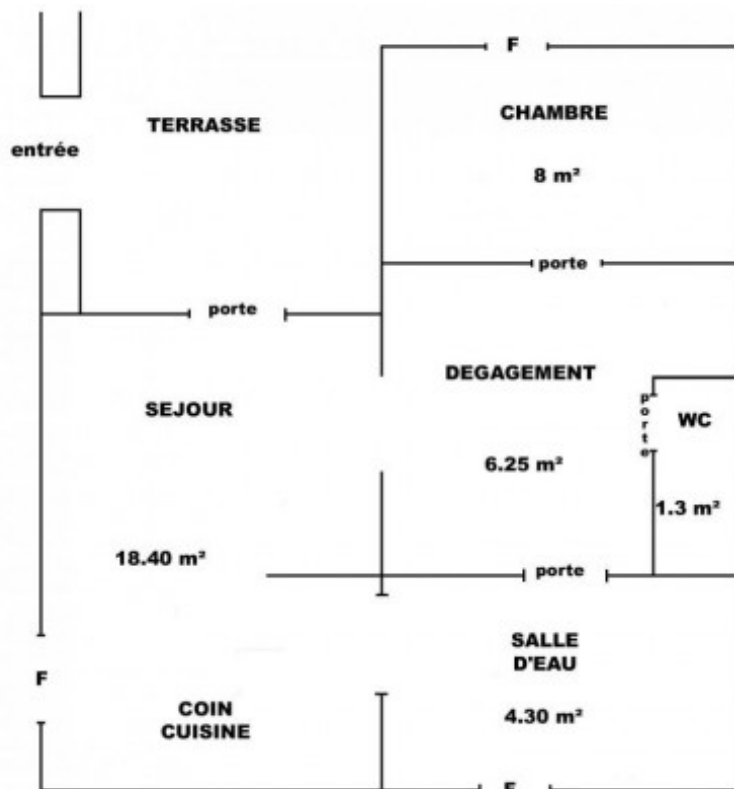 F
TERRASSE
CHAMBRE
entrée
8 m²
porte
porte
DEGAGEMENT
SEJOUR
porte
WC
6.25 m²
1.3 m²
18.40 m²
porte
SALLE
D'EAU
F
COIN
CUISINE
4.30 m²
F